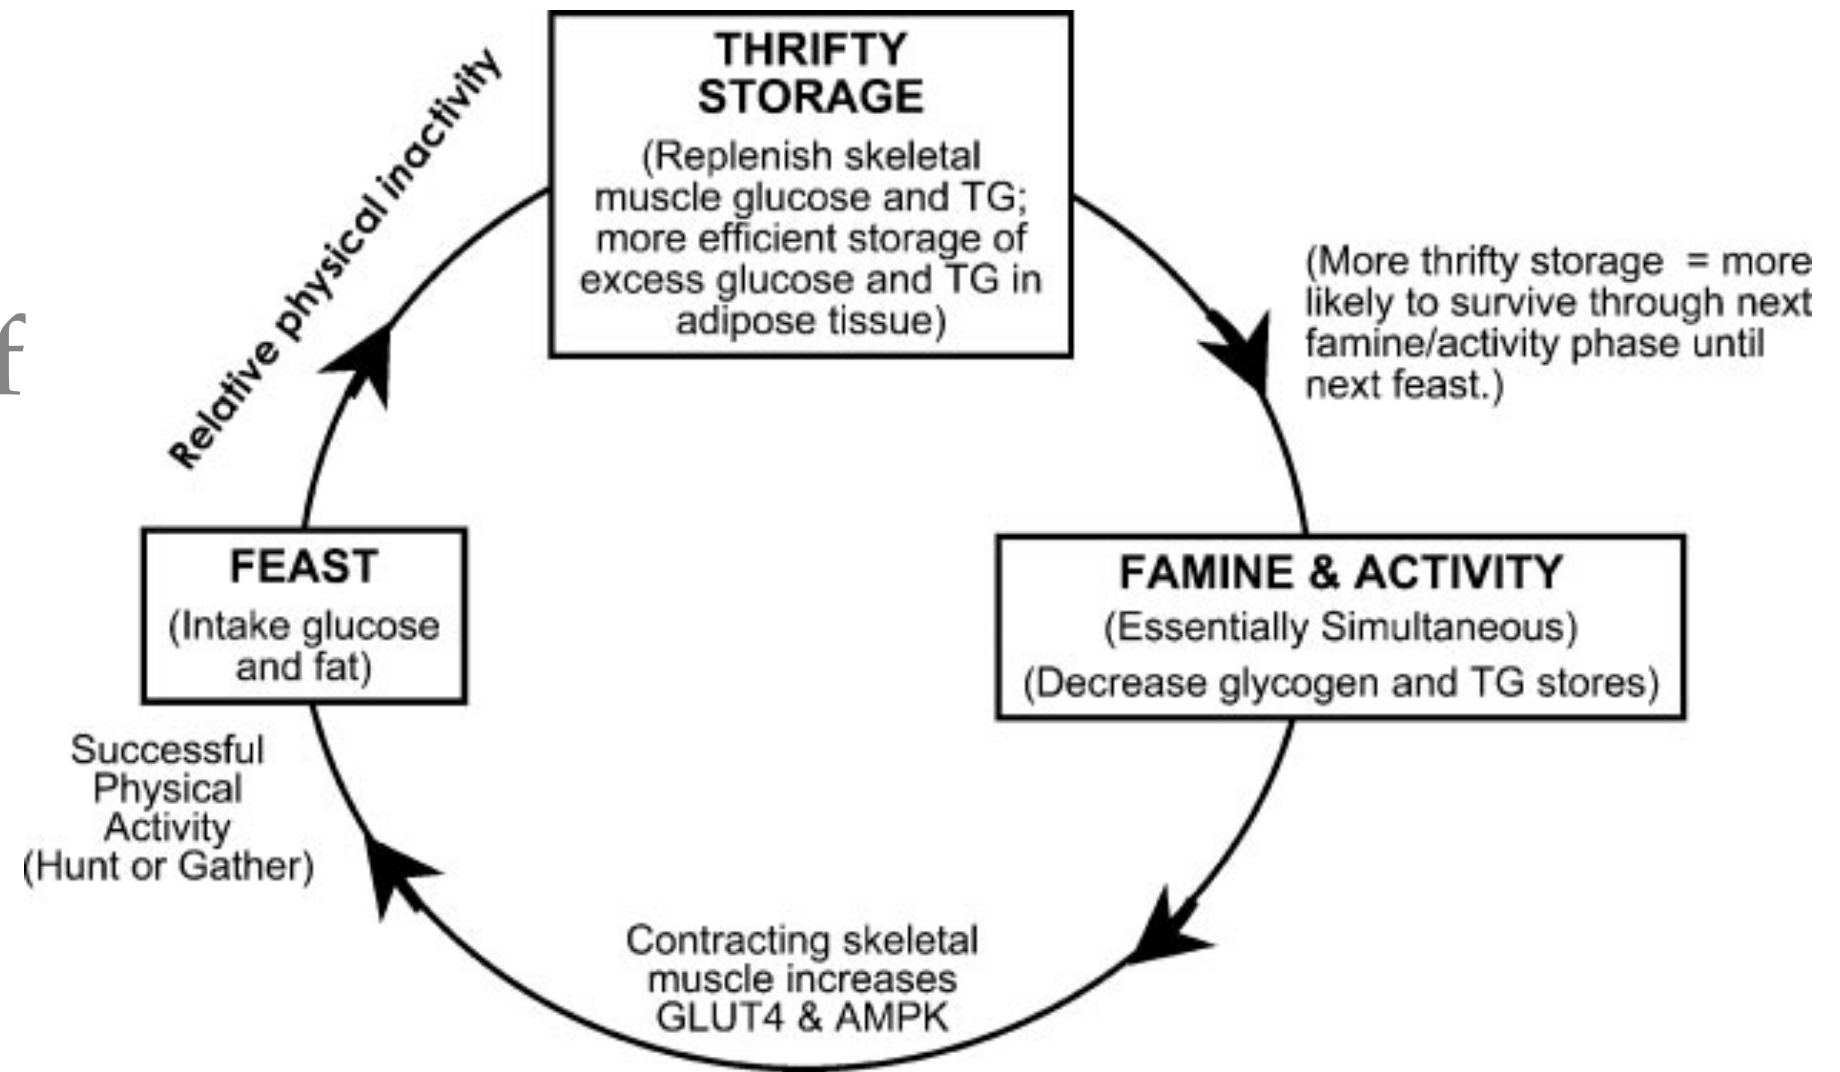 THRIFTY
STORAGE
(Replenish skeletal
muscle glucose and TG;
more efficient storage of
excess glucose and TG in
adipose tissue)
Relative physical inactivity
(More thrifty storage = more
likely to survive through next
famine/activity phase until
next feast.)
f
FEAST
(Intake glucose
and fat)
FAMINE & ACTIVITY
(Essentially Simultaneous)
(Decrease glycogen and TG stores)
Successful
Physical
Activity
(Hunt or Gather)
Contracting skeletal
muscle increases
GLUT4 & AMPK